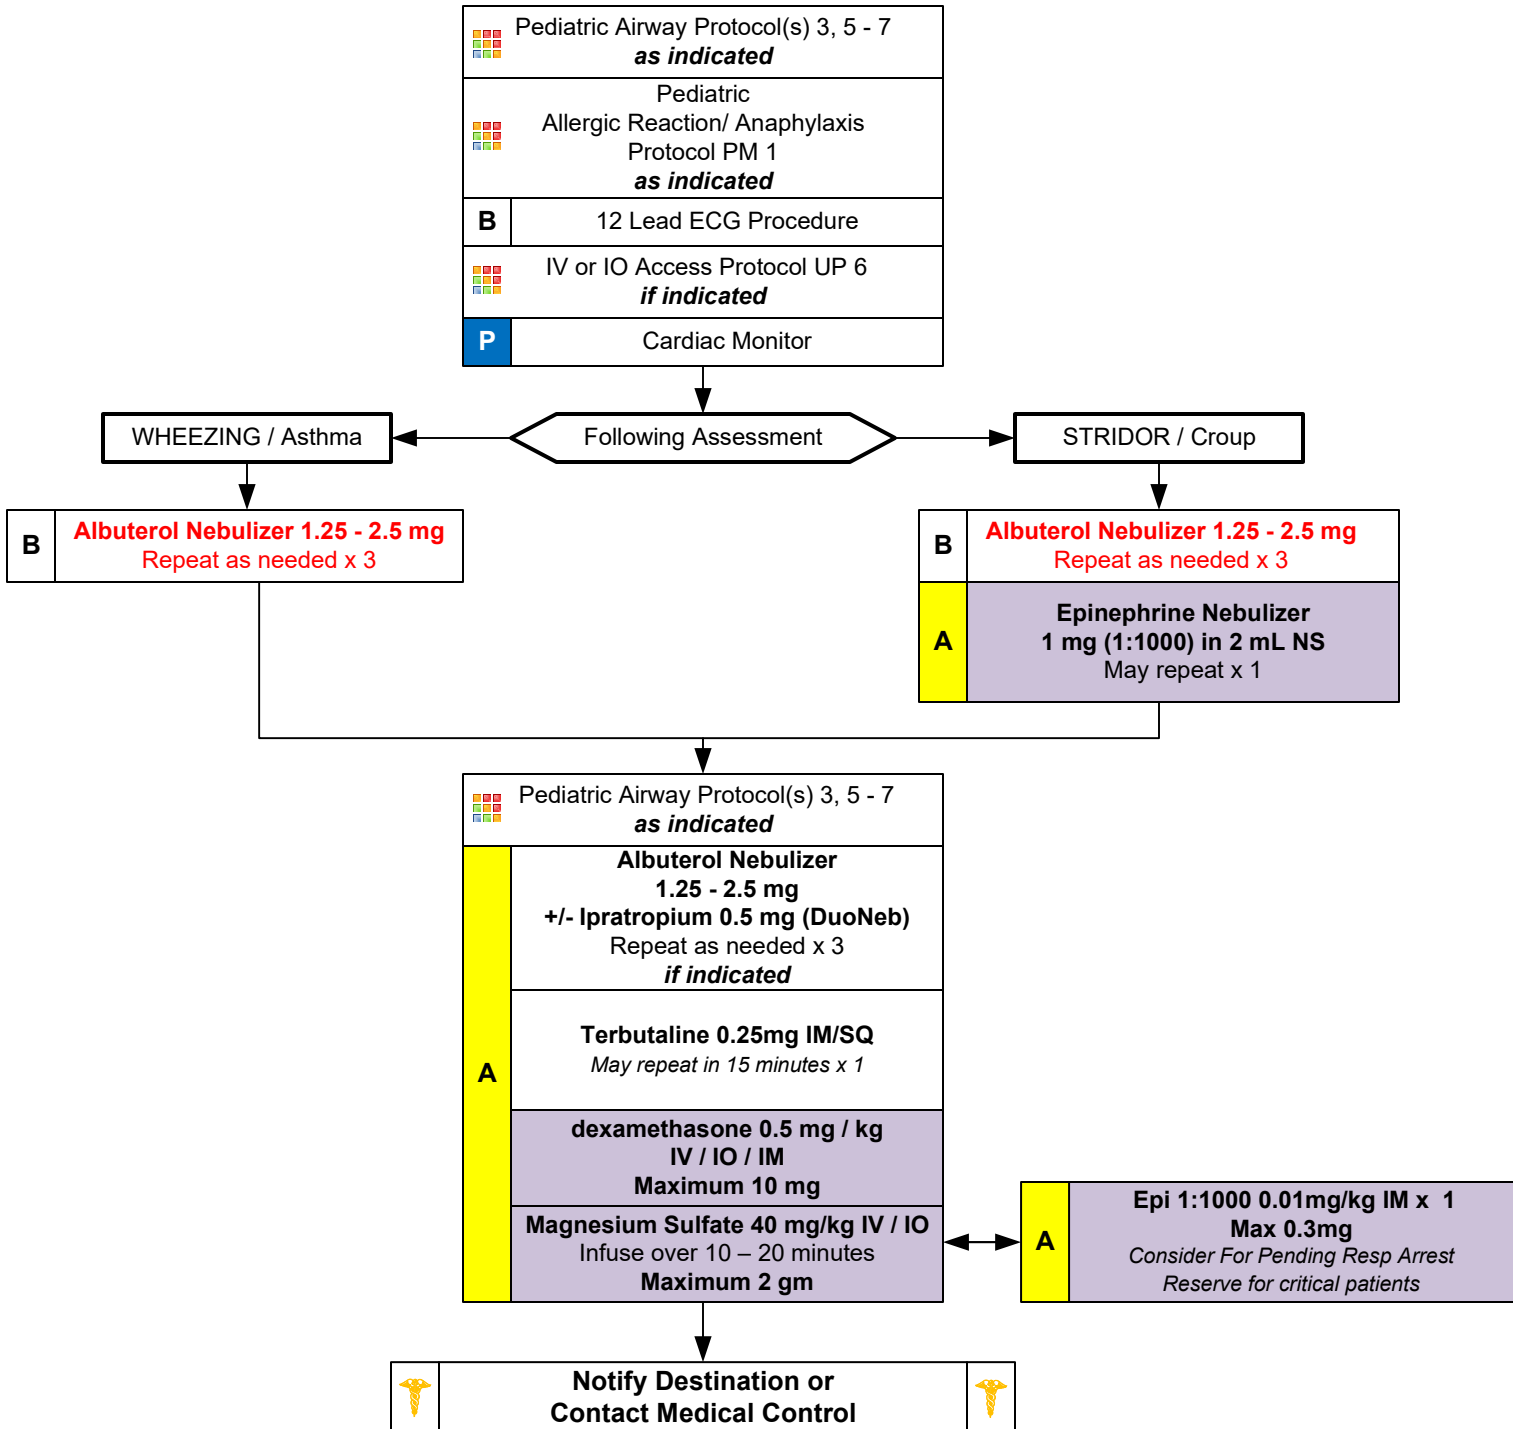 Pediatric Airway Protocol(s) 3, 5 - 7
as indicated
Pediatric
Allergic Reaction/ Anaphylaxis
Protocol PM 1
as indicated
B
12 Lead ECG Procedure
IV or IO Access Protocol UP 6
if indicated
P
Cardiac Monitor
WHEEZING / Asthma
Following Assessment
STRIDOR / Croup
B
Albuterol Nebulizer 1.25 - 2.5 mg
Repeat as needed x 3
B
Albuterol Nebulizer 1.25 - 2.5 mg
Repeat as needed x 3
A
Epinephrine Nebulizer
1 mg (1:1000) in 2 mL NS
May repeat x 1
Pediatric Airway Protocol(s) 3, 5 - 7
as indicated
A
Albuterol Nebulizer
1.25 - 2.5 mg
+/- Ipratropium 0.5 mg (DuoNeb)
Repeat as needed x 3
if indicated
Terbutaline 0.25mg IM/SQ
May repeat in 15 minutes x 1
dexamethasone 0.5 mg / kg
IV / IO / IM
Maximum 10 mg
Magnesium Sulfate 40 mg/kg IV / IO
Infuse over 10 – 20 minutes
Maximum 2 gm
A
Epi 1:1000 0.01mg/kg IM x 1
Max 0.3mg
Consider For Pending Resp Arrest
Reserve for critical patients
Notify Destination or
Contact Medical Control